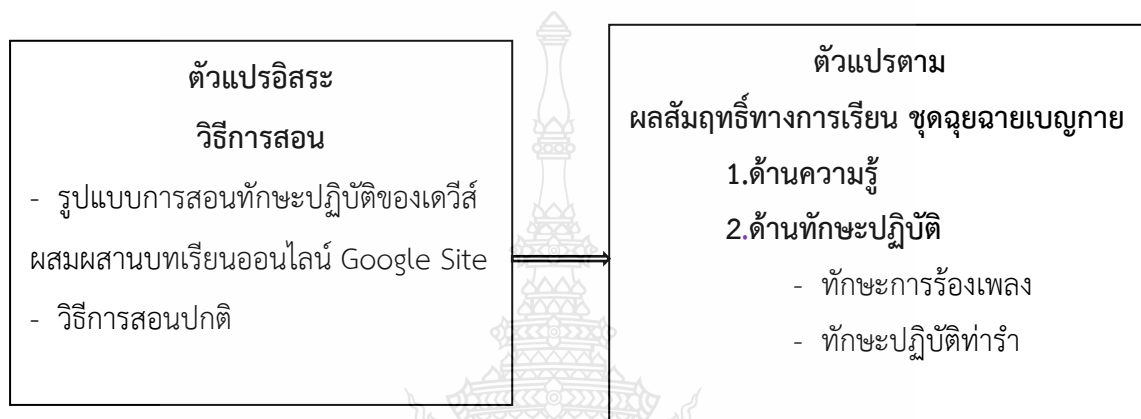 ตัวแปรอิสระ
วิธีการสอน
- รูปแบบการสอนทักษะปฏิบัติของเดวีส์
ผสมผสานบทเรียนออนไลน์ Google Site
- วิธีการสอนปกติ
ตัวแปรตาม
ผลสัมฤทธิ์ทางการเรียน ชุดฉุยฉายเบญกาย
1.ด้านความรู้
2.ด้านทักษะปฏิบัติ
- ทักษะการร้องเพลง
- ทักษะปฏิบัติท่ารำ